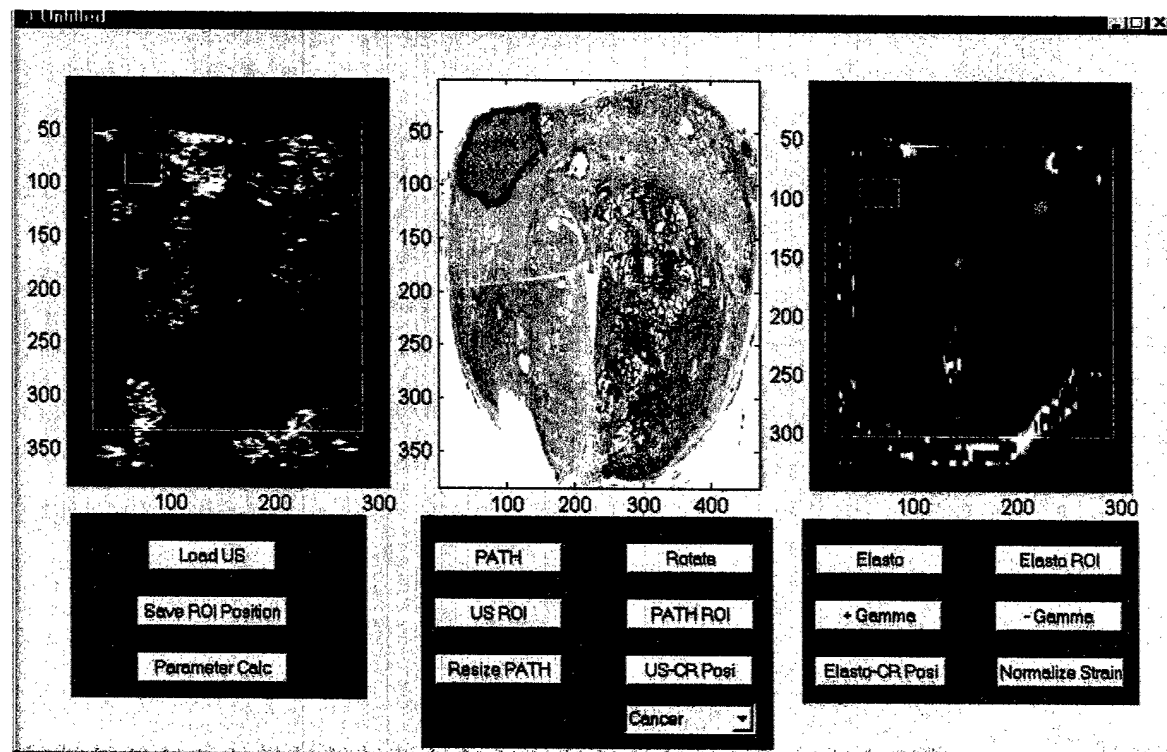 Untitled
50
100
150
200
250
300
350
100 200 300
50
100
150
200
250
300
350
100 200 300 400
50
100
150
200
250
300
100 200 300
Load US
Save ROI Position
Parameter Calc
PATH Rotate
US ROI PATH ROI
Resize PATH US-CR Posi
Cancer
Elasto Elasto ROI
+ Gamma - Gamma
Elasto-CR Posi Normalize Strain